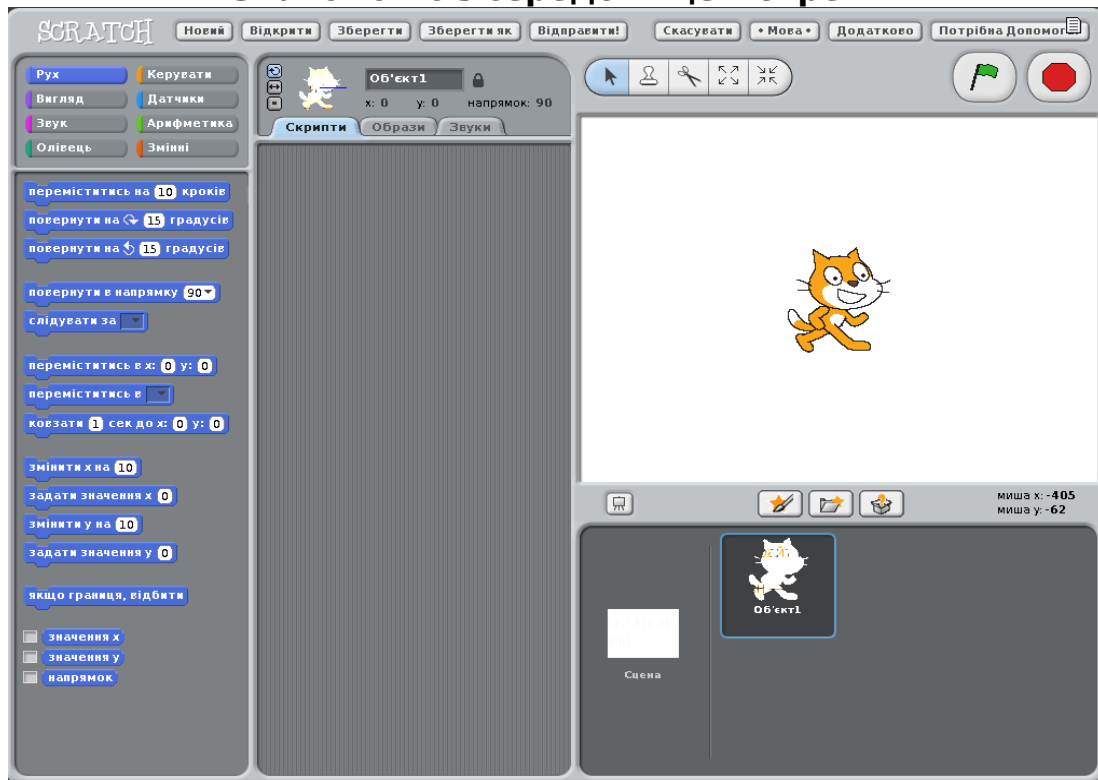 SCRATCH
Новий Відкрити Зберегти Зберегти як Відправити! Скасувати • Мова • Додатково Потрібна Допомог
Рух Керувати
Вигляд Датчики
Звук Арифметика
Олівець Змінні
Об'єкт1
x: 0 y: 0 напрямок: 90
Скрипти Образи Звуки
переміститись на 10 кроків
повернути на 15 градусів
повернути на 15 градусів
повернути в напрямку 90
слідувати за
переміститись в x: 0 y: 0
переміститись в
ковзати 1 сек до x: 0 y: 0
змінити x на 10
задати значення x 0
змінити y на 10
задати значення y 0
якщо границя, відбити
значення x
значення y
напрямок
миша x: -405
миша y: -62
Об'єкт1
Сцена